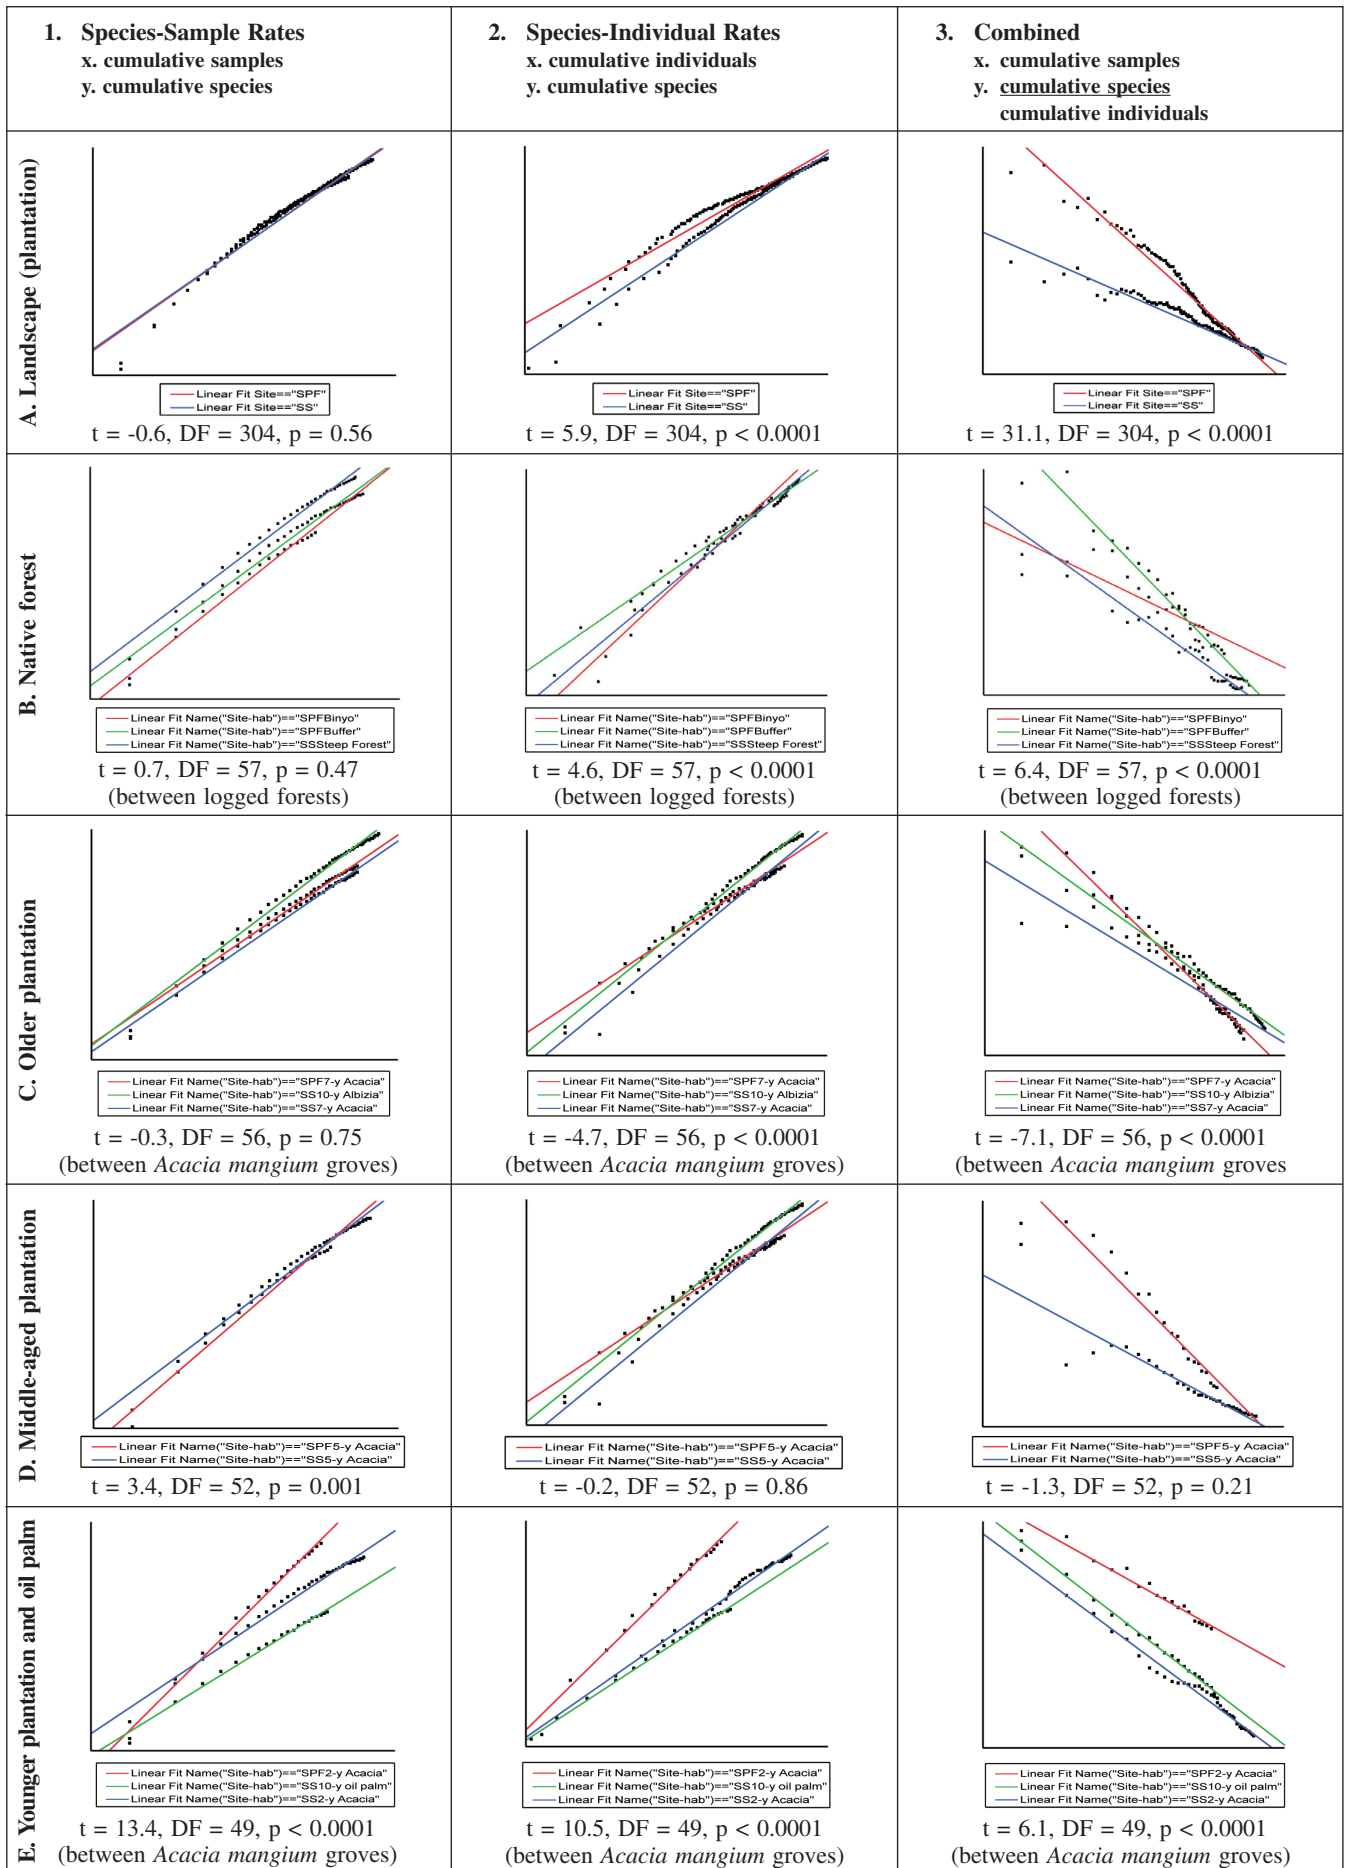 1. Species-Sample Rates
x. cumulative samples
y. cumulative species
2. Species-Individual Rates
x. cumulative individuals
y. cumulative species
3. Combined
x. cumulative samples
y. cumulative species
cumulative individuals
A. Landscape (plantation)
Linear Fit Site=="SPF"
Linear Fit Site=="SS"
t = -0.6, DF = 304, p = 0.56
Linear Fit Site=="SPF"
Linear Fit Site=="SS"
t = 5.9, DF = 304, p < 0.0001
Linear Fit Site=="SPF"
Linear Fit Site=="SS"
t = 31.1, DF = 304, p < 0.0001
B. Native forest
Linear Fit Name("Site-hab")=="SPFBinyo"
Linear Fit Name("Site-hab")=="SPFBuffer"
Linear Fit Name("Site-hab")=="SSSteep Forest"
t = 0.7, DF = 57, p = 0.47
(between logged forests)
Linear Fit Name("Site-hab")=="SPFBinyo"
Linear Fit Name("Site-hab")=="SPFBuffer"
Linear Fit Name("Site-hab")=="SSSteep Forest"
t = 4.6, DF = 57, p < 0.0001
(between logged forests)
Linear Fit Name("Site-hab")=="SPFBinyo"
Linear Fit Name("Site-hab")=="SPFBuffer"
Linear Fit Name("Site-hab")=="SSSteep Forest"
t = 6.4, DF = 57, p < 0.0001
(between logged forests)
C. Older plantation
Linear Fit Name("Site-hab")=="SPF7-y Acacia"
Linear Fit Name("Site-hab")=="SS10-y Albizia"
Linear Fit Name("Site-hab")=="SS7-y Acacia"
t = -0.3, DF = 56, p = 0.75
(between Acacia mangium groves)
Linear Fit Name("Site-hab")=="SPF7-y Acacia"
Linear Fit Name("Site-hab")=="SS10-y Albizia"
Linear Fit Name("Site-hab")=="SS7-y Acacia"
t = -4.7, DF = 56, p < 0.0001
(between Acacia mangium groves)
Linear Fit Name("Site-hab")=="SPF7-y Acacia"
Linear Fit Name("Site-hab")=="SS10-y Albizia"
Linear Fit Name("Site-hab")=="SS7-y Acacia"
t = -7.1, DF = 56, p < 0.0001
(between Acacia mangium groves
D. Middle-aged plantation
Linear Fit Name("Site-hab")=="SPF5-y Acacia"
Linear Fit Name("Site-hab")=="SS5-y Acacia"
t = 3.4, DF = 52, p = 0.001
Linear Fit Name("Site-hab")=="SPF5-y Acacia"
Linear Fit Name("Site-hab")=="SS5-y Acacia"
t = -0.2, DF = 52, p = 0.86
Linear Fit Name("Site-hab")=="SPF5-y Acacia"
Linear Fit Name("Site-hab")=="SS5-y Acacia"
t = -1.3, DF = 52, p = 0.21
E. Younger plantation and oil palm
Linear Fit Name("Site-hab")=="SPF2-y Acacia"
Linear Fit Name("Site-hab")=="SS10-y oil palm"
Linear Fit Name("Site-hab")=="SS2-y Acacia"
t = 13.4, DF = 49, p < 0.0001
(between Acacia mangium groves)
Linear Fit Name("Site-hab")=="SPF2-y Acacia"
Linear Fit Name("Site-hab")=="SS10-y oil palm"
Linear Fit Name("Site-hab")=="SS2-y Acacia"
t = 10.5, DF = 49, p < 0.0001
(between Acacia mangium groves)
Linear Fit Name("Site-hab")=="SPF2-y Acacia"
Linear Fit Name("Site-hab")=="SS10-y oil palm"
Linear Fit Name("Site-hab")=="SS2-y Acacia"
t = 6.1, DF = 49, p < 0.0001
(between Acacia mangium groves)